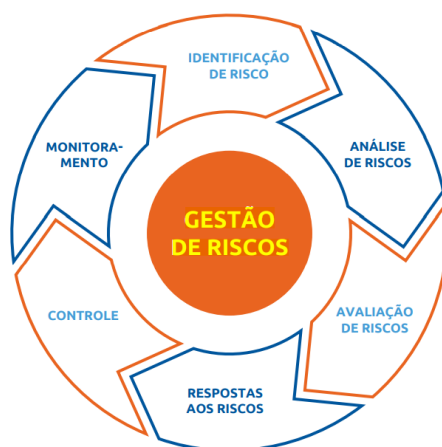 IDENTIFICAÇÃO
DE RISCO
ANÁLISE
DE RISCOS
AVALIAÇÃO
DE RISCOS
RESPOSTAS
AOS RISCOS
CONTROLE
MONITORA-
MENTO
GESTÃO
DE RISCOS